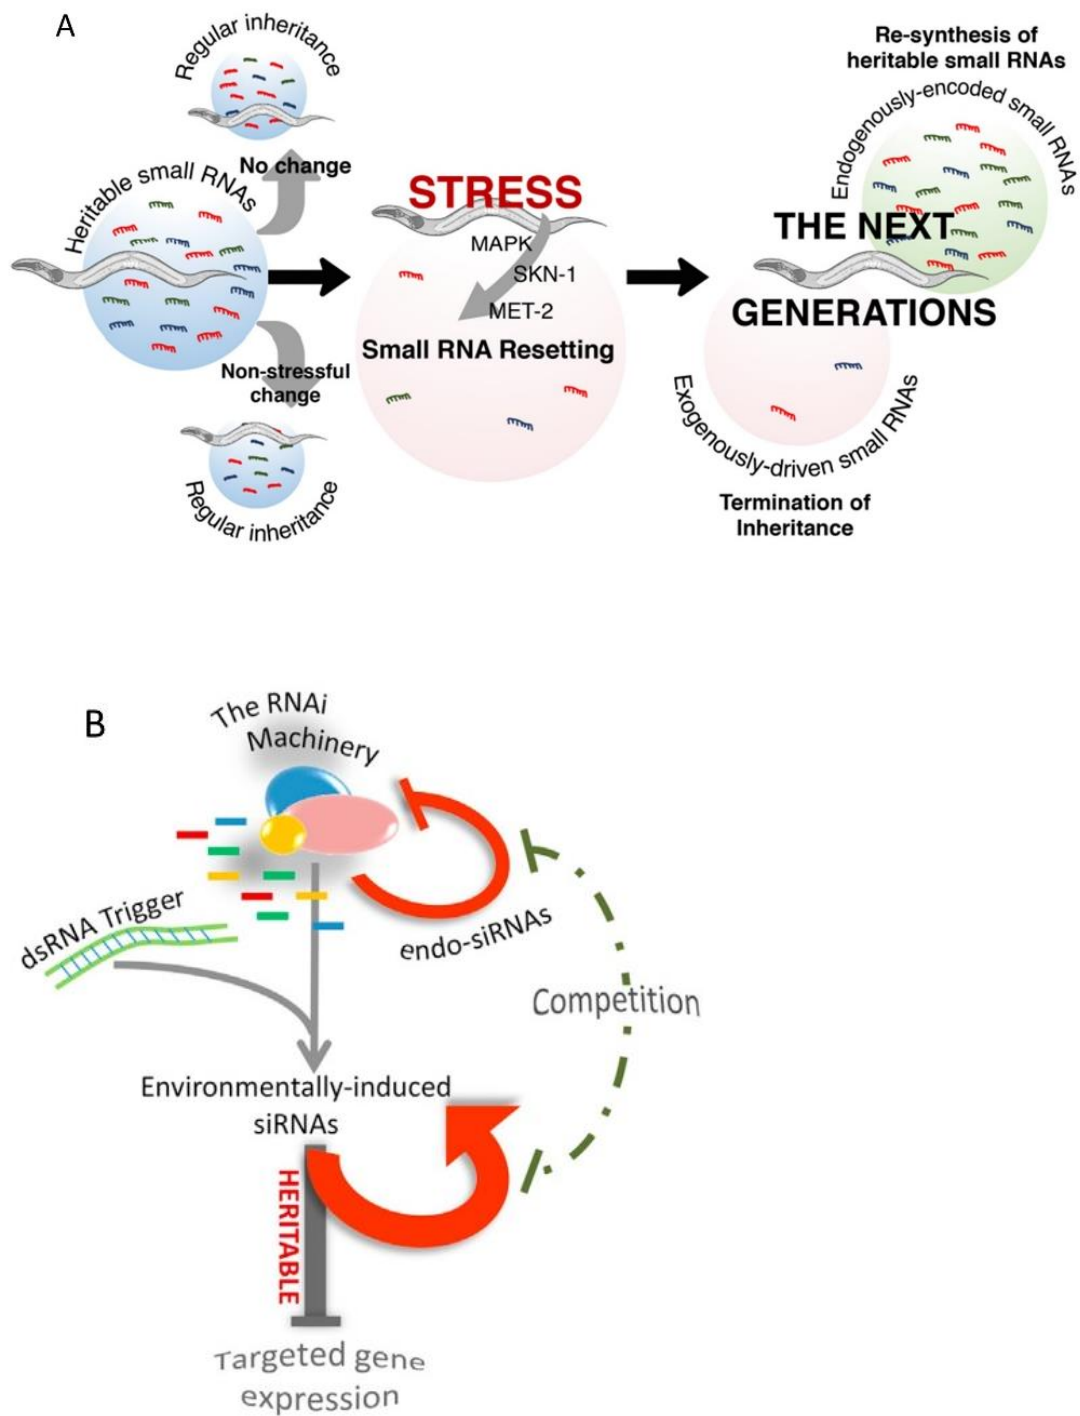 A
Regular inheritance
No change
Heritable small RNAs
Non-stressful
change
Regular inheritance
STRESS
MAPK
SKN-1
MET-2
Small RNA Resetting
Re-synthesis of
heritable small RNAs
Endogenously-encoded small RNAs
THE NEXT
GENERATIONS
Exogenously-driven small RNAs
Termination of
Inheritance
B
The RNAi
Machinery
dsRNA Trigger
endo-siRNAs
Competition
Environmentally-induced
siRNAs
HERITABLE
Targeted gene
expression